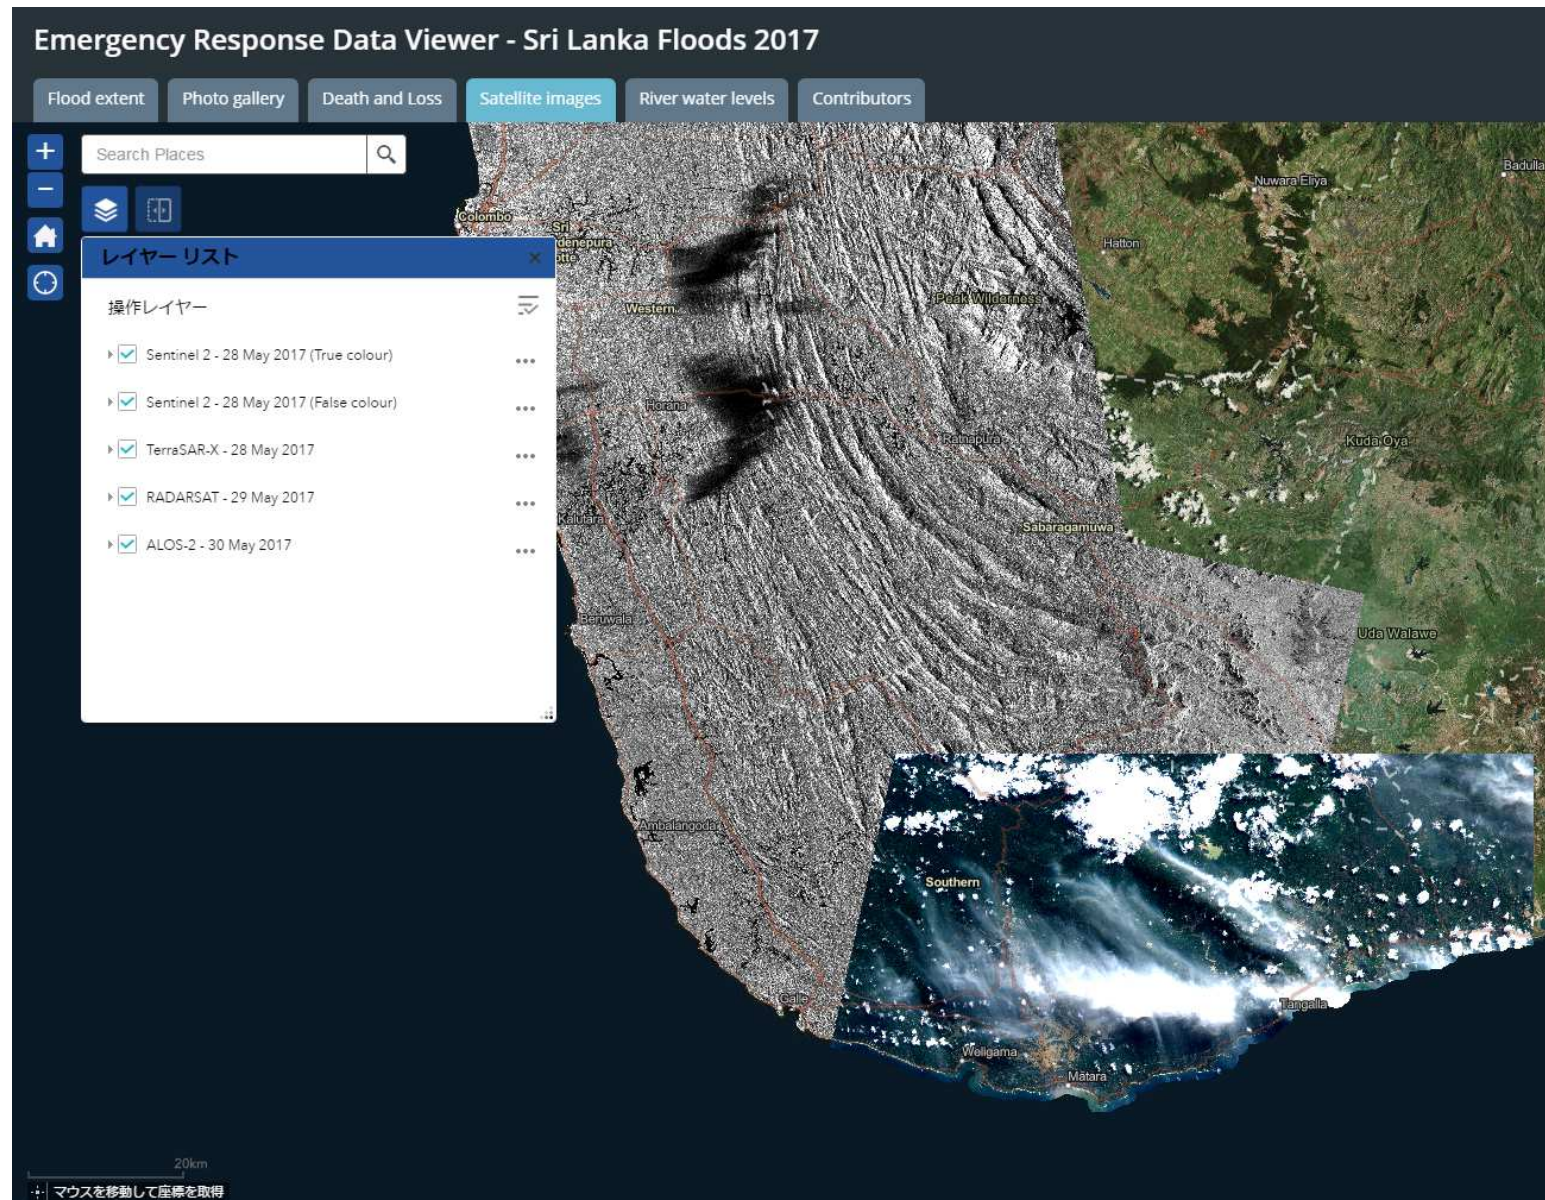 Emergency Response Data Viewer - Sri Lanka Floods 2017
Flood extent
Photo gallery
Death and Loss
Satellite images
River water levels
Contributors
+
Search Places
−
レイヤー リスト
×
操作レイヤー
Sentinel 2 - 28 May 2017 (True colour)
Sentinel 2 - 28 May 2017 (False colour)
TerraSAR-X - 28 May 2017
RADARSAT - 29 May 2017
ALOS-2 - 30 May 2017
Badulla
Nuwara Eliya
Colombo
Sri
Hatton
Peak Wilderness
Western
Horana
Ratnapura
Kuda Oya
Kalutara
Sabaragamuwa
Beruwala
Uda Walawe
Ambalangoda
Southern
Galle
Tangalla
Weligama
Mātara
20km
マウスを移動して座標を取得